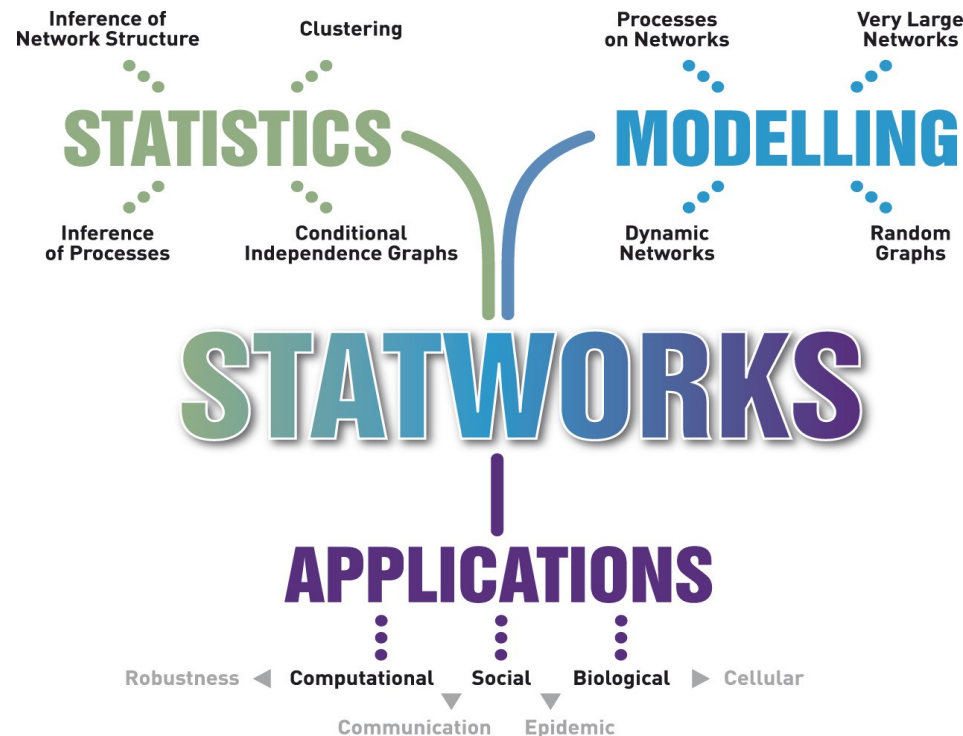 Inference of
Network Structure
Clustering
Processes
on Networks
Very Large
Networks
STATISTICS
MODELLING
Inference
of Processes
Conditional
Independence Graphs
Dynamic
Networks
Random
Graphs
STATWORKS
APPLICATIONS
Robustness
Computational
Social
Biological
Cellular
Communication
Epidemic